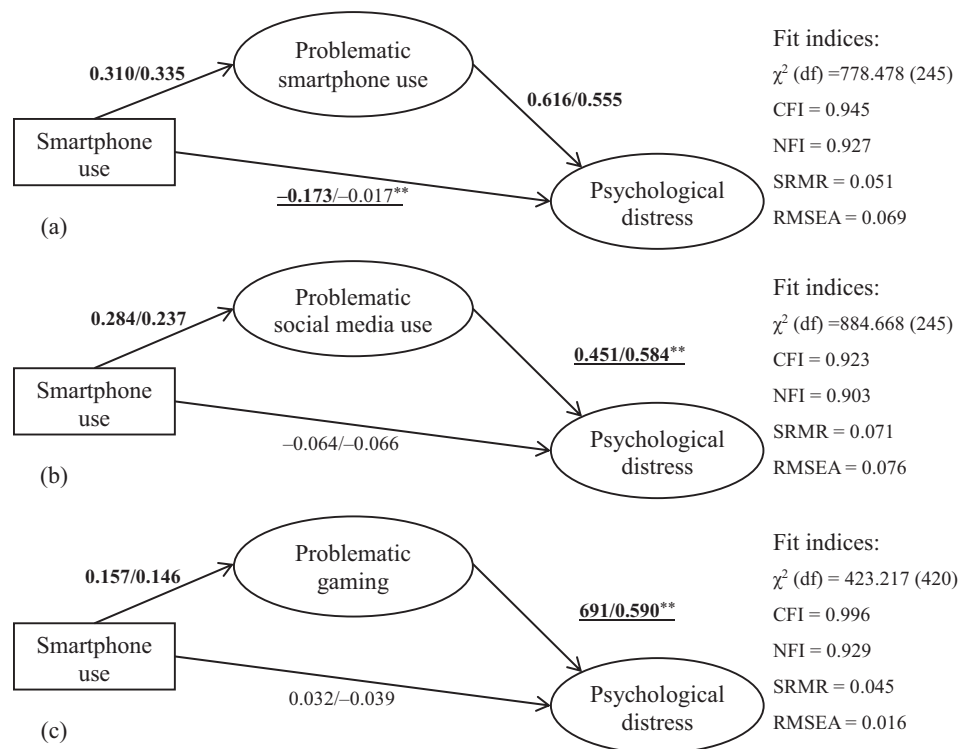 Problematic
smartphone use
0.310/0.335
0.616/0.555
Smartphone
use
–0.173/–0.017**
Psychological
distress
(a)
Fit indices:
χ² (df) =778.478 (245)
CFI = 0.945
NFI = 0.927
SRMR = 0.051
RMSEA = 0.069
Problematic
social media use
0.284/0.237
0.451/0.584**
Smartphone
use
–0.064/–0.066
Psychological
distress
(b)
Fit indices:
χ² (df) =884.668 (245)
CFI = 0.923
NFI = 0.903
SRMR = 0.071
RMSEA = 0.076
Problematic
gaming
0.157/0.146
691/0.590**
Smartphone
use
0.032/–0.039
Psychological
distress
(c)
Fit indices:
χ² (df) = 423.217 (420)
CFI = 0.996
NFI = 0.929
SRMR = 0.045
RMSEA = 0.016